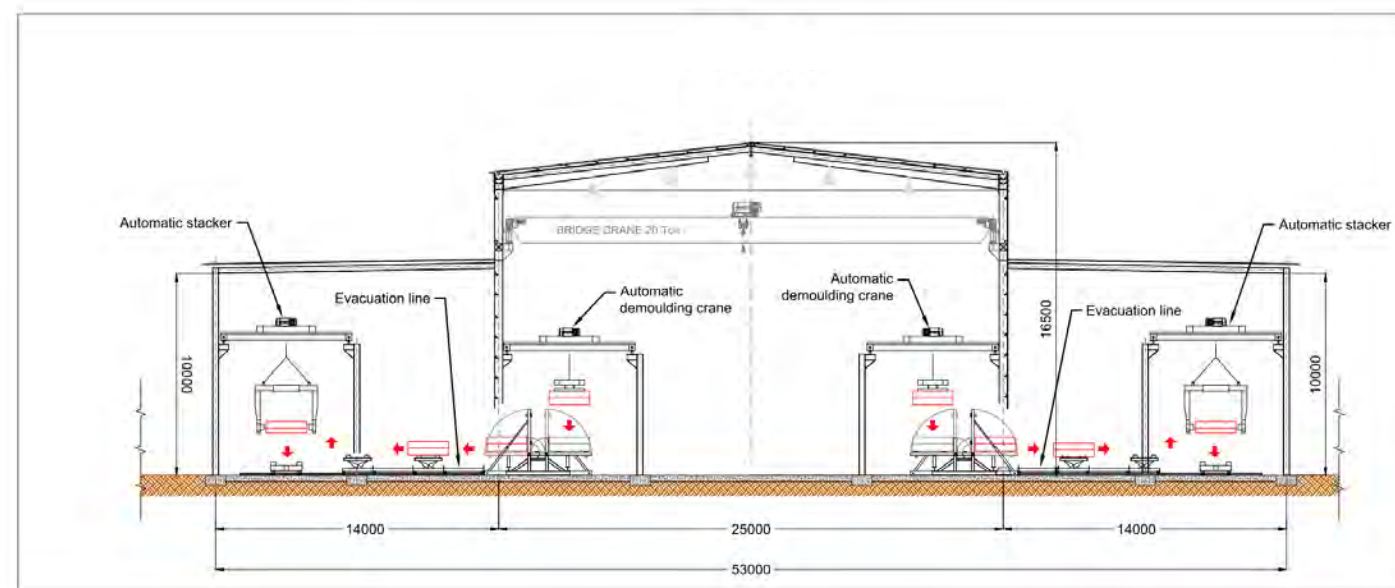 Automatic stacker
Evacuation line
Automatic
demoulding crane
BRIDGE CRANE 20 Ton
Automatic
demoulding crane
Evacuation line
Automatic stacker
10000
16500
10000
14000
25000
14000
53000